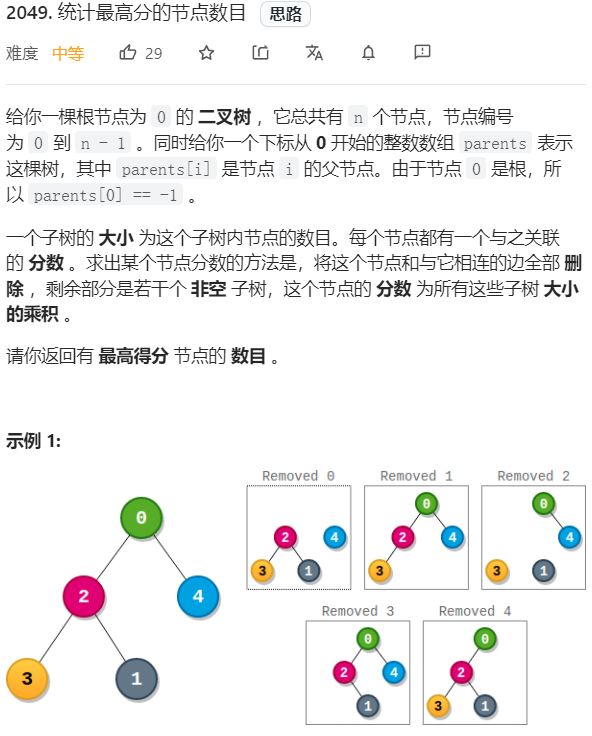 2049. 统计最高分的节点数目 思路
难度 中等 29
给你一棵根节点为 0 的 二叉树 ，它总共有 n 个节点，节点编号
为 0 到 n - 1 。同时给你一个下标从 0 开始的整数数组 parents 表示
这棵树，其中 parents[i] 是节点 i 的父节点。由于节点 0 是根，所
以 parents[0] == -1 。
一个子树的 大小 为这个子树内节点的数目。每个节点都有一个与之关联
的 分数 。求出某个节点分数的方法是，将这个节点和与它相连的边全部 删
除 ，剩余部分是若干个 非空 子树，这个节点的 分数 为所有这些子树 大小
的乘积 。
请你返回有 最高得分 节点的 数目 。
示例 1:
0
2 4
3 1
Removed 0 Removed 1 Removed 2
2 4 3 1
0 2 4 3
0 4 3 1
Removed 3 Removed 4
0 2 4 1
0 2 3 1